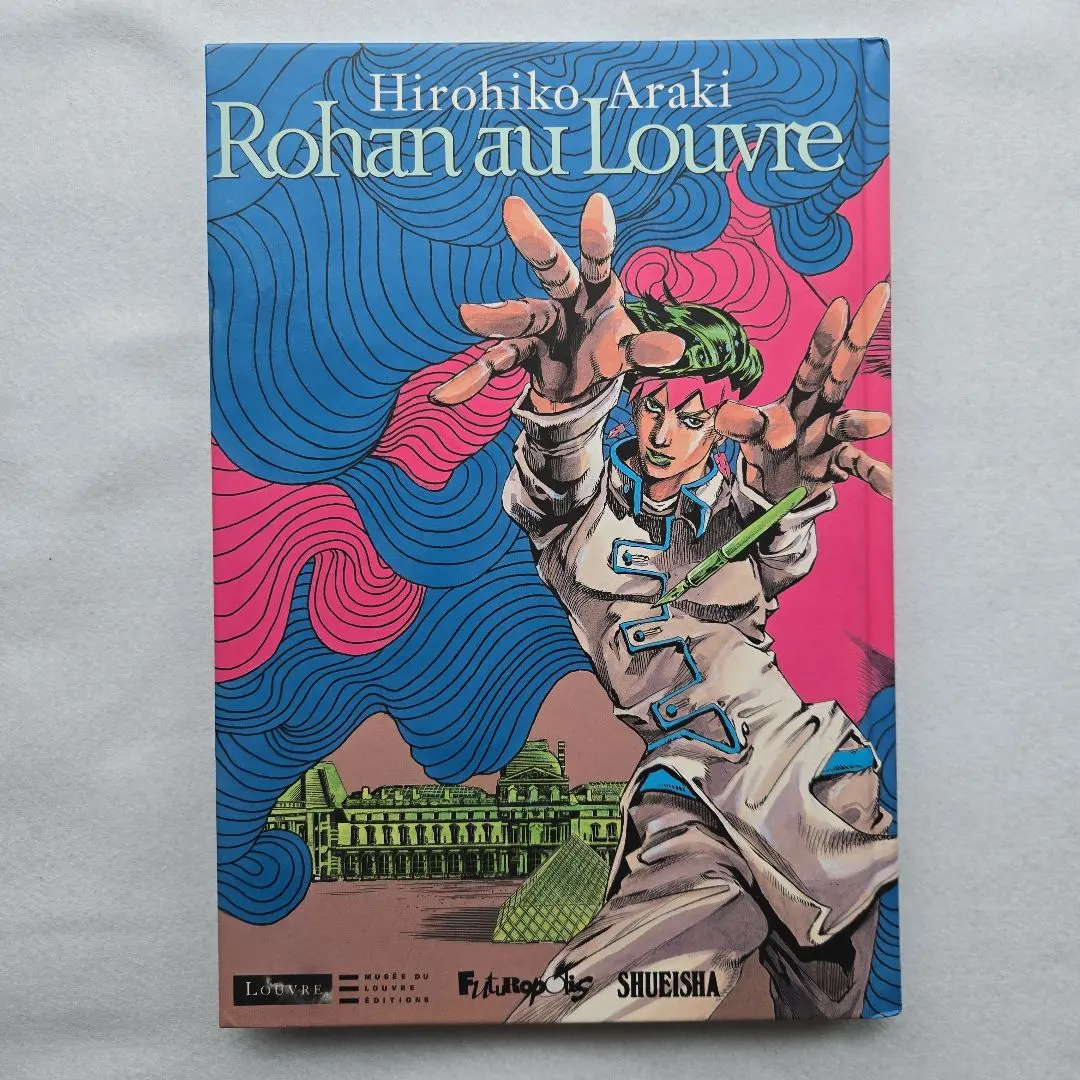 Hirohiko Araki
Rohan au Louvre
LOUVRE
MUSÉE DU
LOUVRE
ÉDITIONS
Futuropolis
SHUEISHA